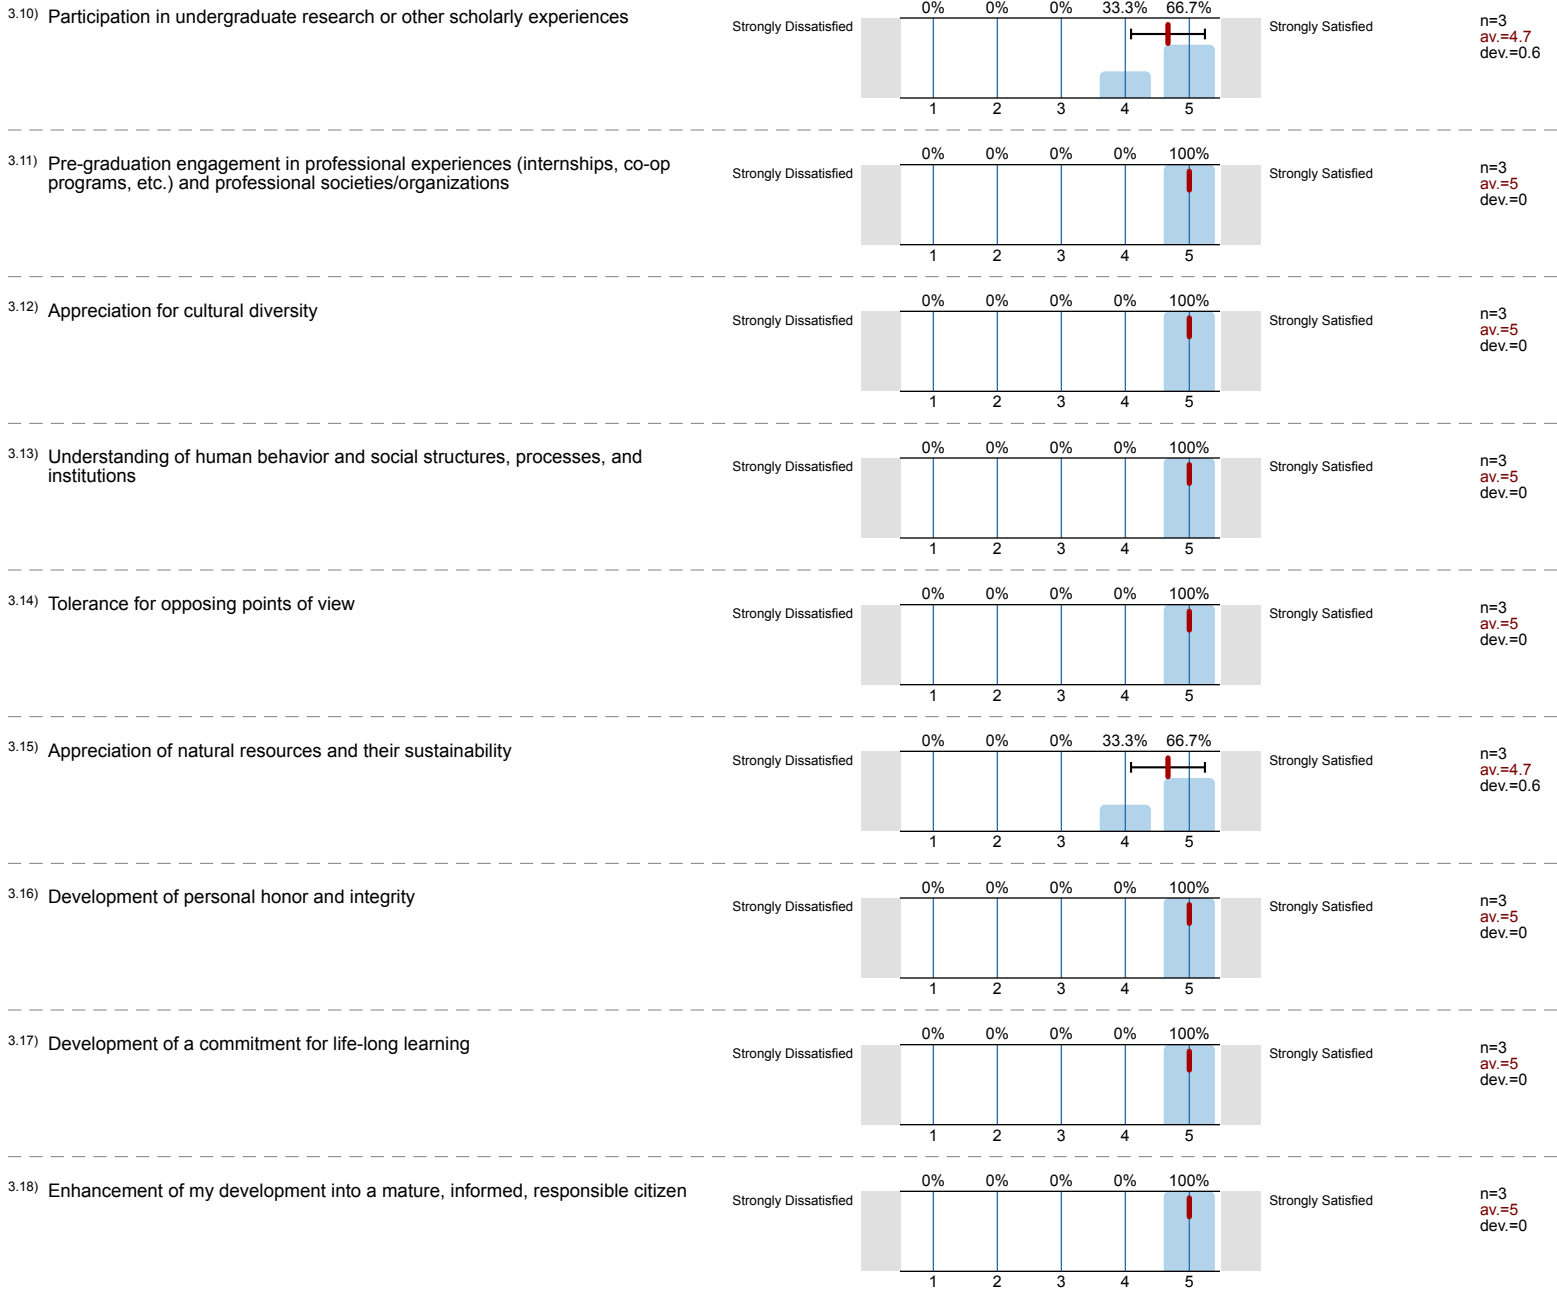 3.10) Participation in undergraduate research or other scholarly experiences
0% 0% 0% 33.3% 66.7%
Strongly Dissatisfied
Strongly Satisfied
n=3
av.=4.7
dev.=0.6
1 2 3 4 5
3.11) Pre-graduation engagement in professional experiences (internships, co-op
programs, etc.) and professional societies/organizations
0% 0% 0% 0% 100%
Strongly Dissatisfied
Strongly Satisfied
n=3
av.=5
dev.=0
1 2 3 4 5
3.12) Appreciation for cultural diversity
0% 0% 0% 0% 100%
Strongly Dissatisfied
Strongly Satisfied
n=3
av.=5
dev.=0
1 2 3 4 5
3.13) Understanding of human behavior and social structures, processes, and
institutions
0% 0% 0% 0% 100%
Strongly Dissatisfied
Strongly Satisfied
n=3
av.=5
dev.=0
1 2 3 4 5
3.14) Tolerance for opposing points of view
0% 0% 0% 0% 100%
Strongly Dissatisfied
Strongly Satisfied
n=3
av.=5
dev.=0
1 2 3 4 5
3.15) Appreciation of natural resources and their sustainability
0% 0% 0% 33.3% 66.7%
Strongly Dissatisfied
Strongly Satisfied
n=3
av.=4.7
dev.=0.6
1 2 3 4 5
3.16) Development of personal honor and integrity
0% 0% 0% 0% 100%
Strongly Dissatisfied
Strongly Satisfied
n=3
av.=5
dev.=0
1 2 3 4 5
3.17) Development of a commitment for life-long learning
0% 0% 0% 0% 100%
Strongly Dissatisfied
Strongly Satisfied
n=3
av.=5
dev.=0
1 2 3 4 5
3.18) Enhancement of my development into a mature, informed, responsible citizen
0% 0% 0% 0% 100%
Strongly Dissatisfied
Strongly Satisfied
n=3
av.=5
dev.=0
1 2 3 4 5